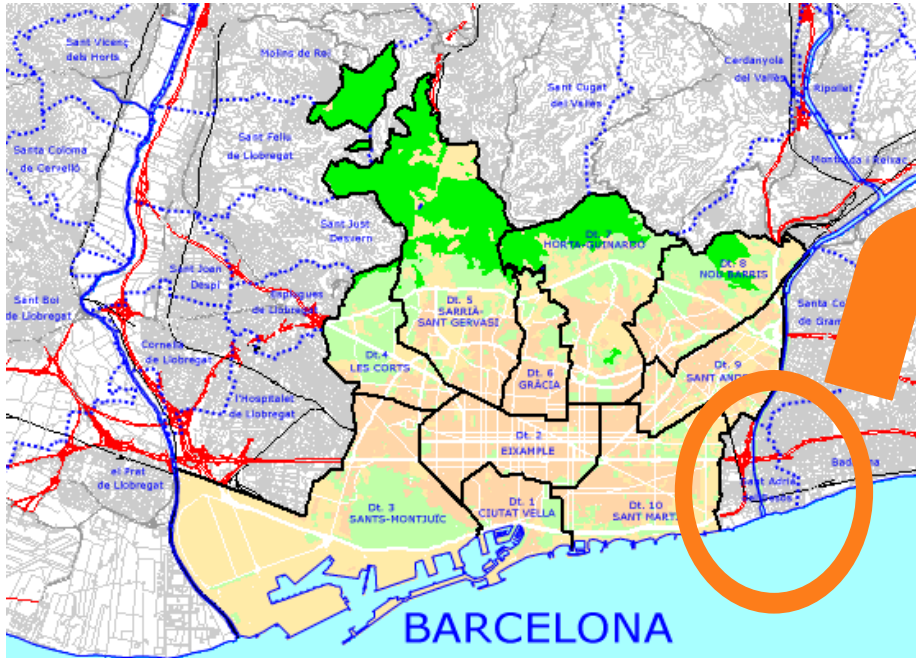 Sant Vicenç
dels Horts
Molins de Rei
Cerdanyola
del Vallès
Ripollet
Sant Cugat
del Vallès
Santa Coloma
de Cervelló
Sant Feliu
de Llobregat
Montcada i Reixac
Sant Just
Desvern
Dt. 7
HORTA-GUINARDÓ
Dt. 8
NOU BARRIS
Sant Joan
Despí
Sant Boi
de Llobregat
Esplugues
de Llobregat
Dt. 5
SARRIÀ-
SANT GERVASI
Santa Co
de Gram
Cornellà
de Llobregat
Dt.4
LES CORTS
Dt. 6
GRÀCIA
Dt. 9
SANT AND
l'Hospitalet
de Llobregat
Dt. 2
EIXAMPLE
el Prat
de Llobregat
Badalona
Sant Adrià
de Besòs
Dt. 3
SANTS-MONTJUÏC
Dt. 1
CIUTAT VELLA
Dt. 10
SANT MARTÍ
BARCELONA